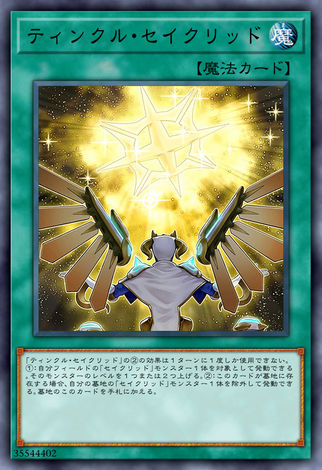 ティンクル・セイクリッド
魔
【魔法カード】
「ティンクル・セイクリッド」の②の効果は１ターンに１度しか使用できない。
①：自分フィールドの「セイクリッド」モンスター１体を対象として発動できる
。そのモンスターのレベルを１つまたは２つ上げる。②：このカードが墓地に存
在する場合、自分の墓地の「セイクリッド」モンスター１体を除外して発動でき
る。墓地のこのカードを手札に加える。
35544402